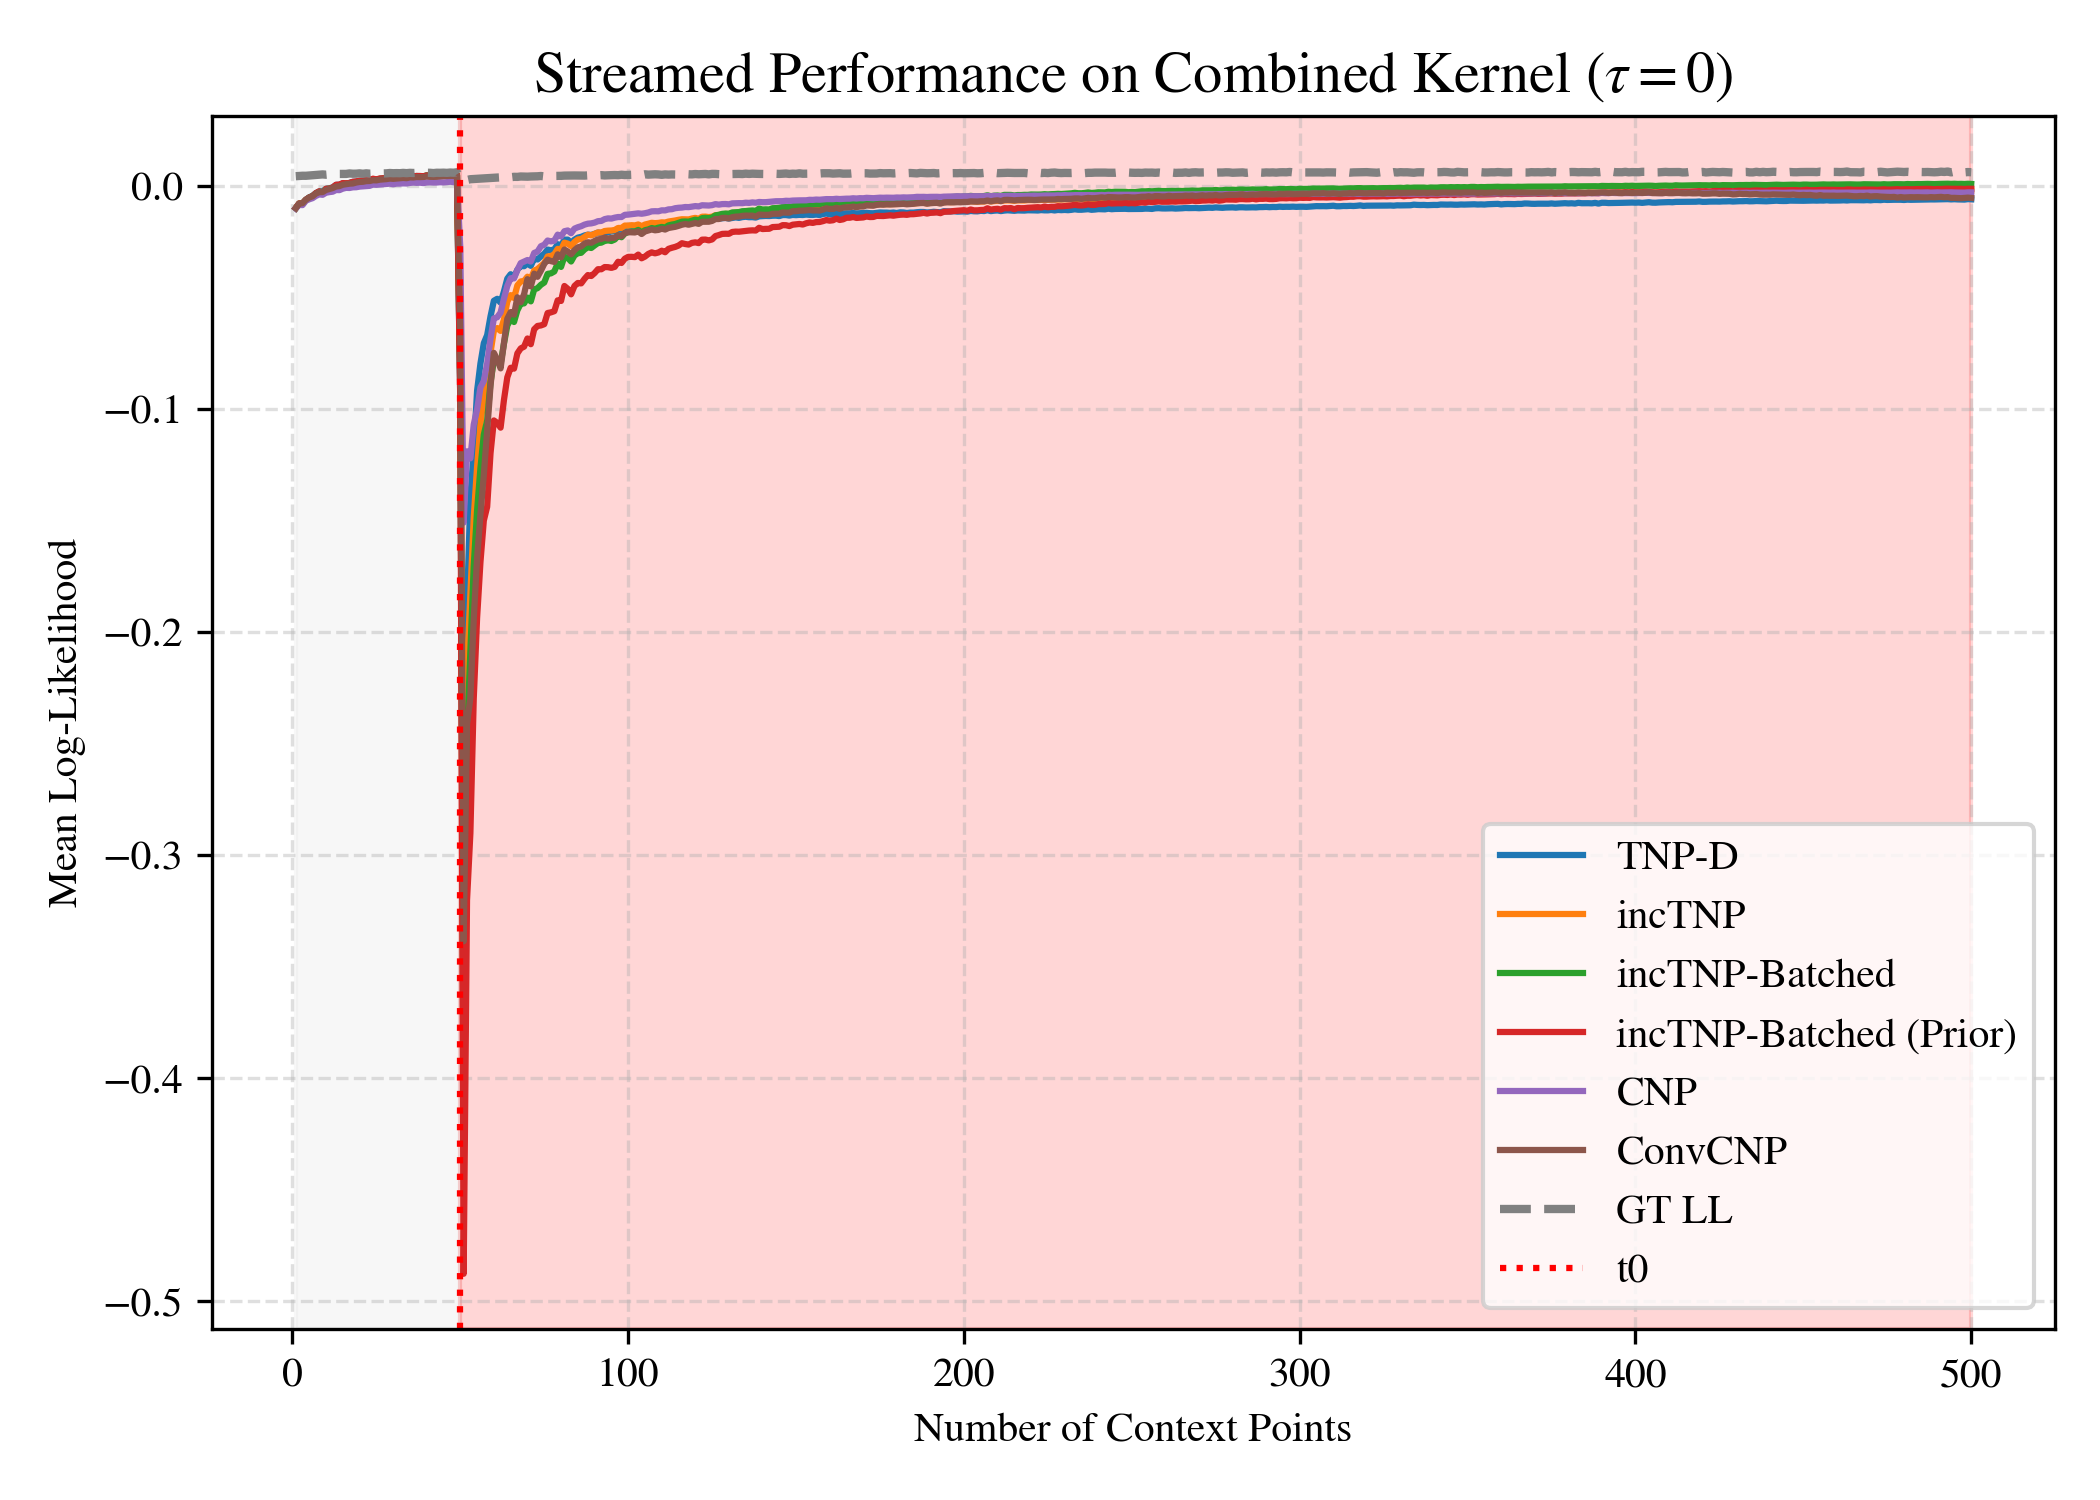 Streamed Performance on Combined Kernel (τ = 0)
Mean Log-Likelihood
0.0
−0.1
−0.2
−0.3
−0.4
−0.5
TNP-D
incTNP
incTNP-Batched
incTNP-Batched (Prior)
CNP
ConvCNP
GT LL
t0
0 100 200 300 400 500
Number of Context Points